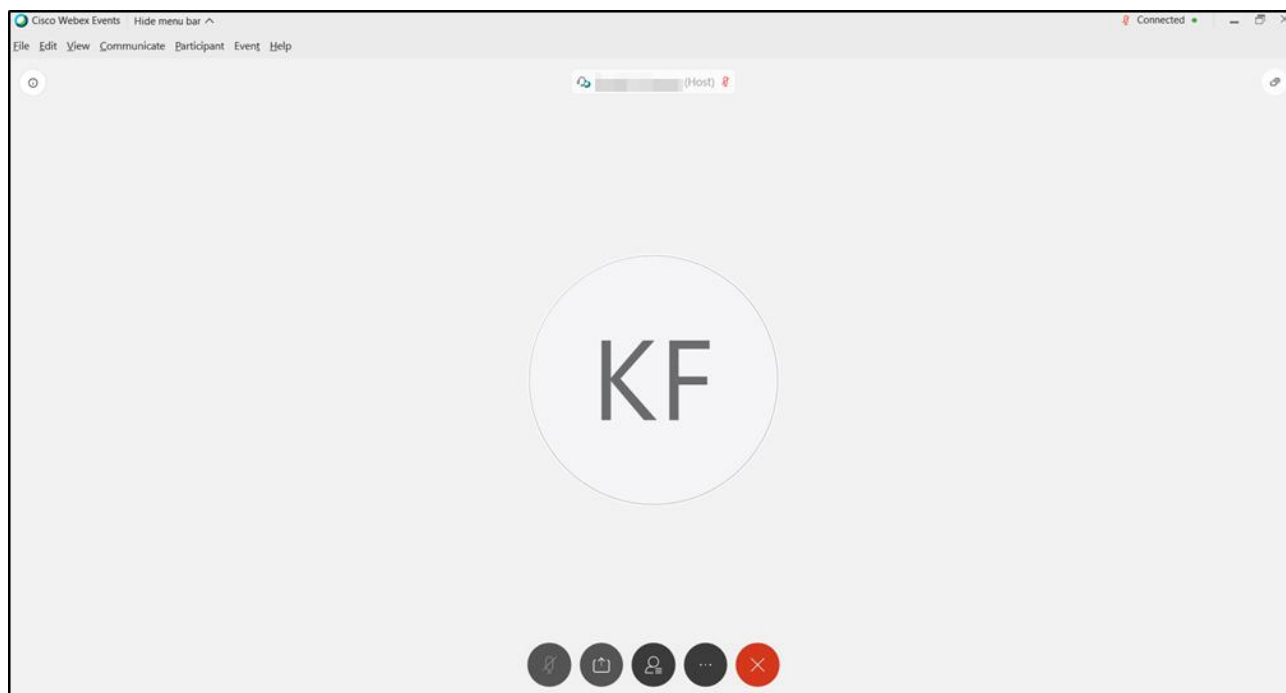 Cisco Webex Events Hide menu bar Connected
File Edit View Communicate Participant Event Help
(Host)
KF